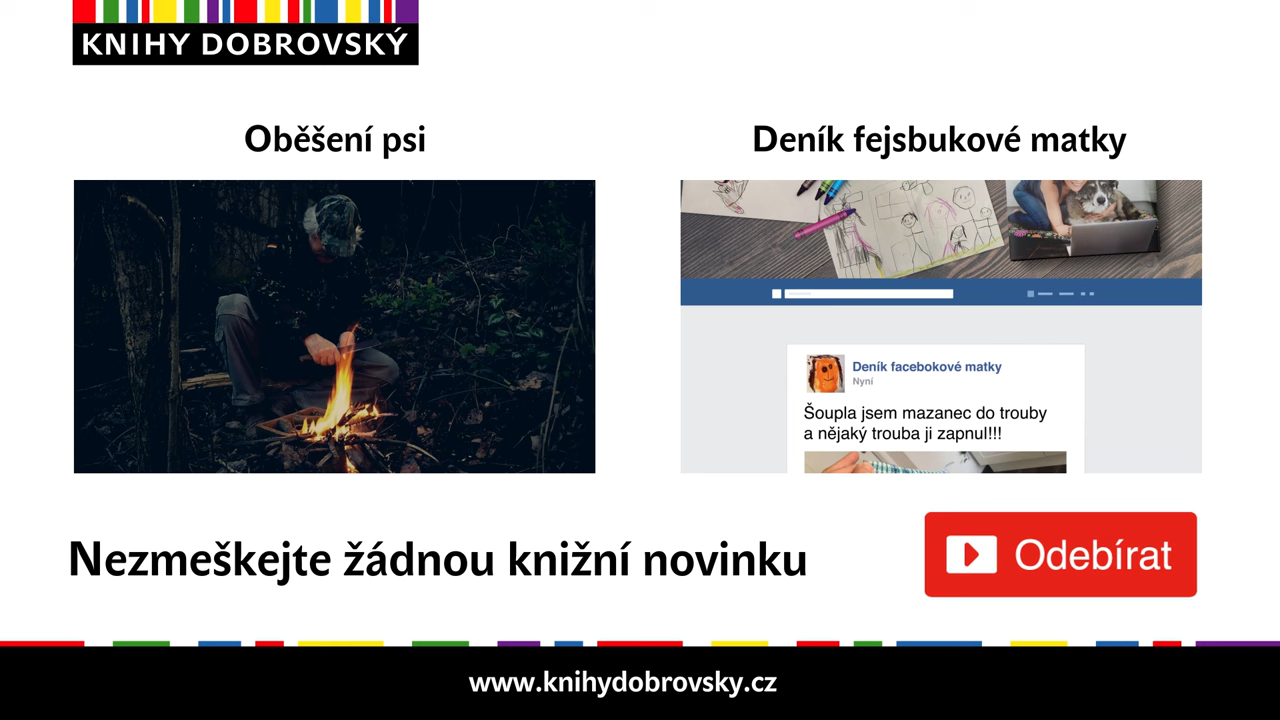 KNIHY DOBROVSKÝ
Oběšení psi
Deník fejsbukové matky
Deník facebokové matky
Nyní
Šoupla jsem mazanec do trouby
a nějaký trouba ji zapnul!!!
Nezmeškejte žádnou knižní novinku
Odebírat
www.knihydobrovsky.cz